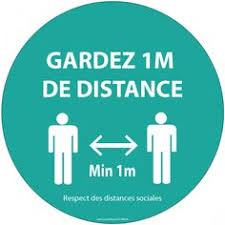 GARDEZ 1M
DE DISTANCE
Min 1m
Respect des distances sociales